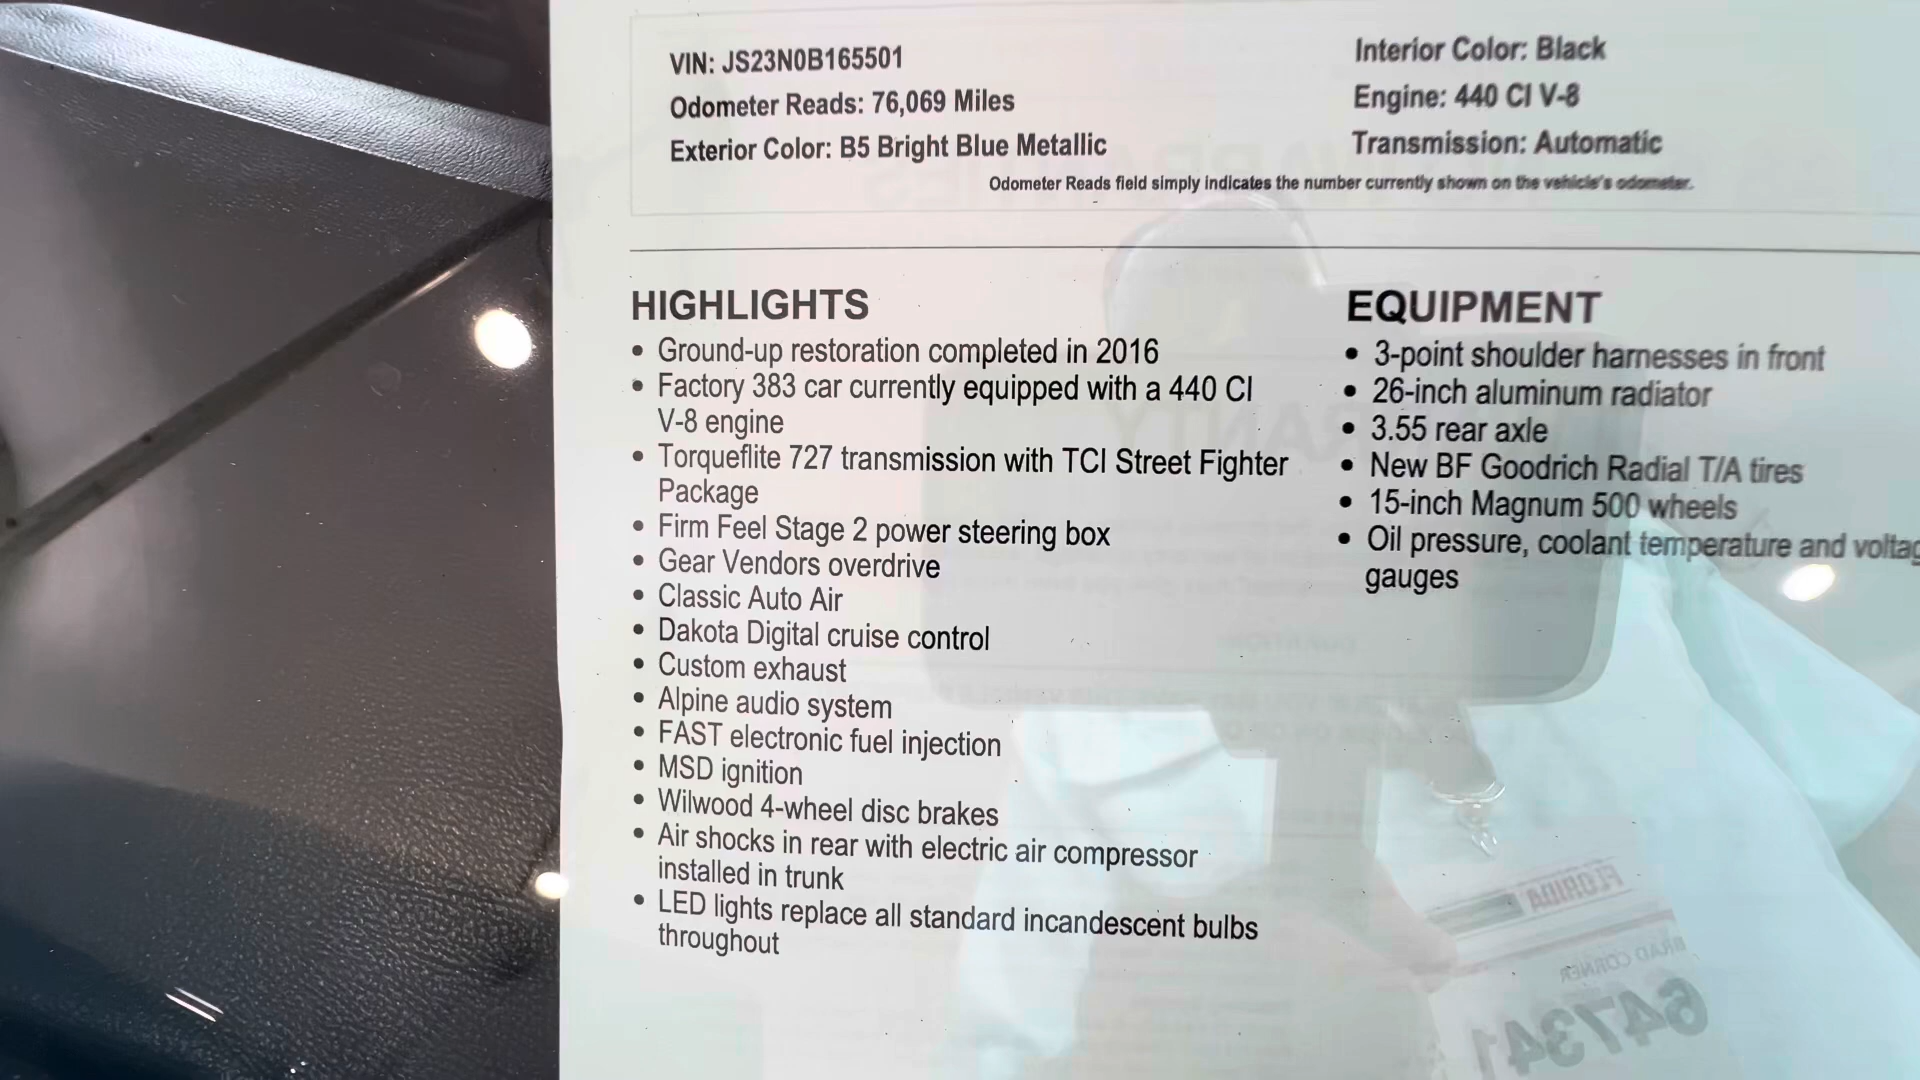 VIN: JS23N0B165501
Odometer Reads: 76,069 Miles
Exterior Color: B5 Bright Blue Metallic
Interior Color: Black
Engine: 440 CI V-8
Transmission: Automatic
Odometer Reads field simply indicates the number currently shown on the vehicle's odometer.
HIGHLIGHTS
• Ground-up restoration completed in 2016
• Factory 383 car currently equipped with a 440 CI
V-8 engine
• Torqueflite 727 transmission with TCI Street Fighter
Package
• Firm Feel Stage 2 power steering box
• Gear Vendors overdrive
• Classic Auto Air
• Dakota Digital cruise control
• Custom exhaust
• Alpine audio system
• FAST electronic fuel injection
• MSD ignition
• Wilwood 4-wheel disc brakes
• Air shocks in rear with electric air compressor
installed in trunk
• LED lights replace all standard incandescent bulbs
throughout
EQUIPMENT
• 3-point shoulder harnesses in front
• 26-inch aluminum radiator
• 3.55 rear axle
• New BF Goodrich Radial T/A tires
• 15-inch Magnum 500 wheels
• Oil pressure, coolant temperature and voltag
gauges
FLORIDA
BRAD CORNER
647341